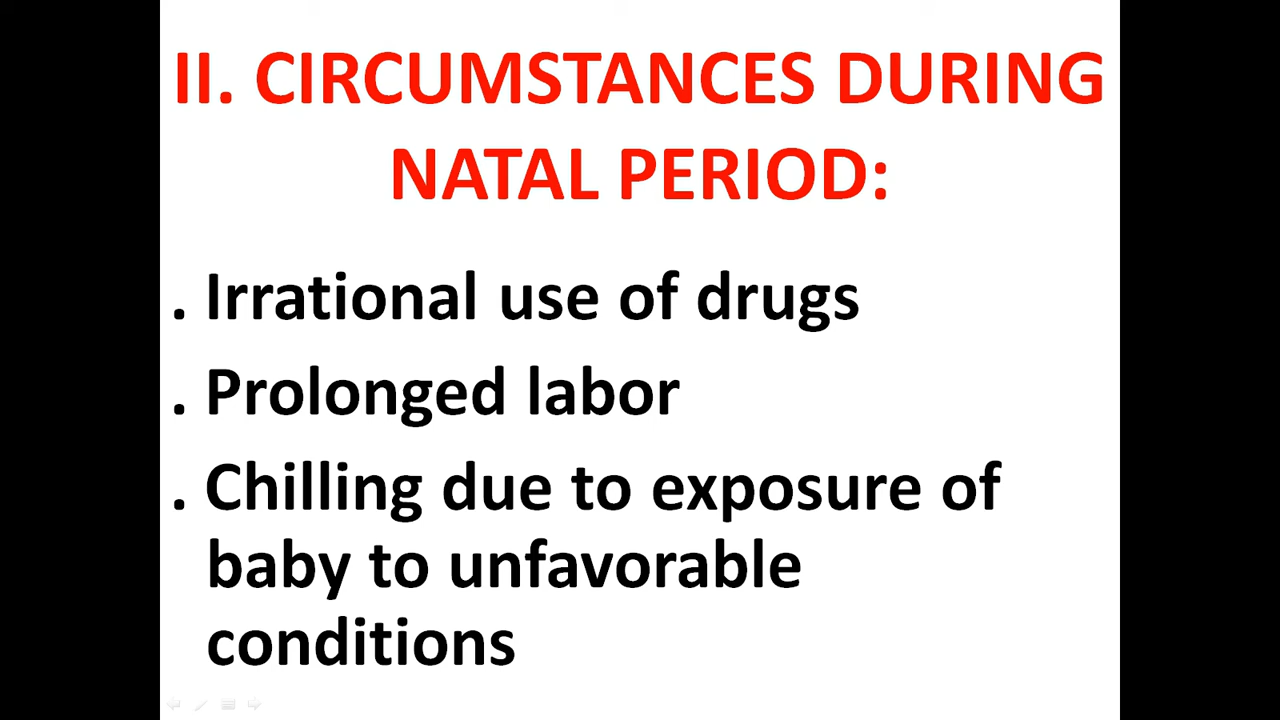 II. CIRCUMSTANCES DURING
NATAL PERIOD:
. Irrational use of drugs
. Prolonged labor
. Chilling due to exposure of
baby to unfavorable
conditions